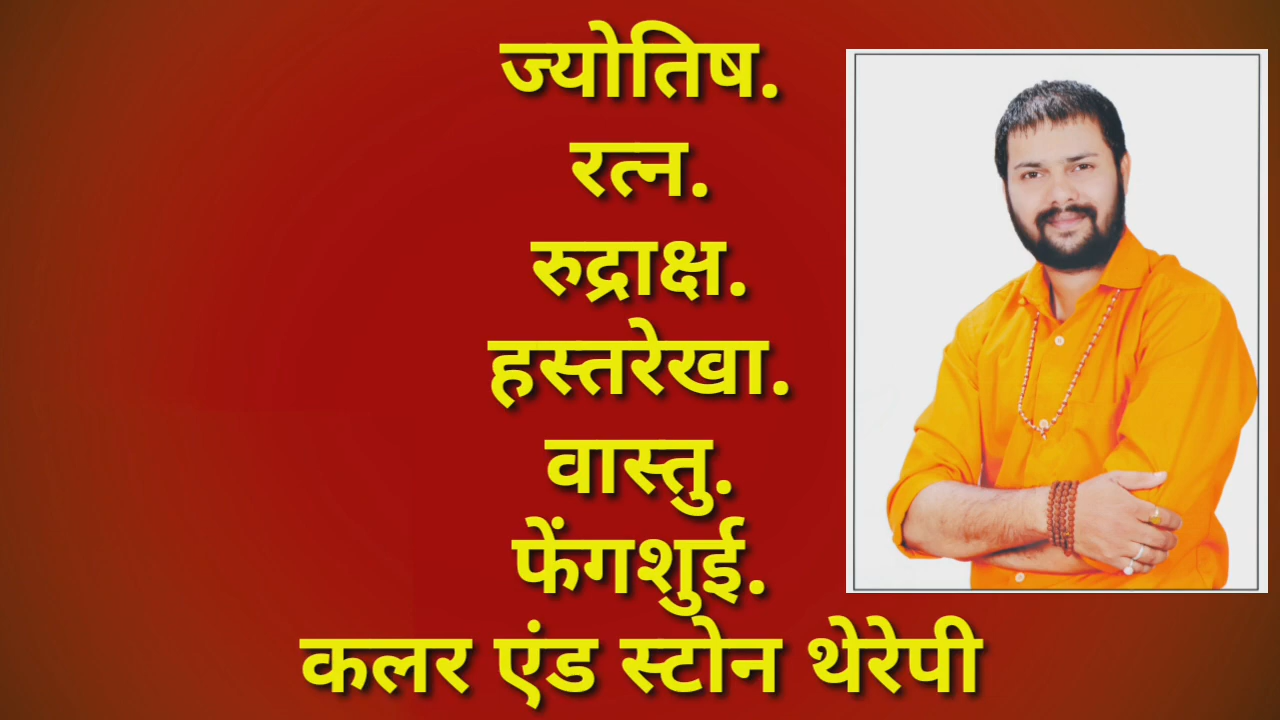 ज्योतिष.
रत्न.
रुद्राक्ष.
हस्तरेखा.
वास्तु.
फेंगशुई.
कलर एंड स्टोन थेरेपी